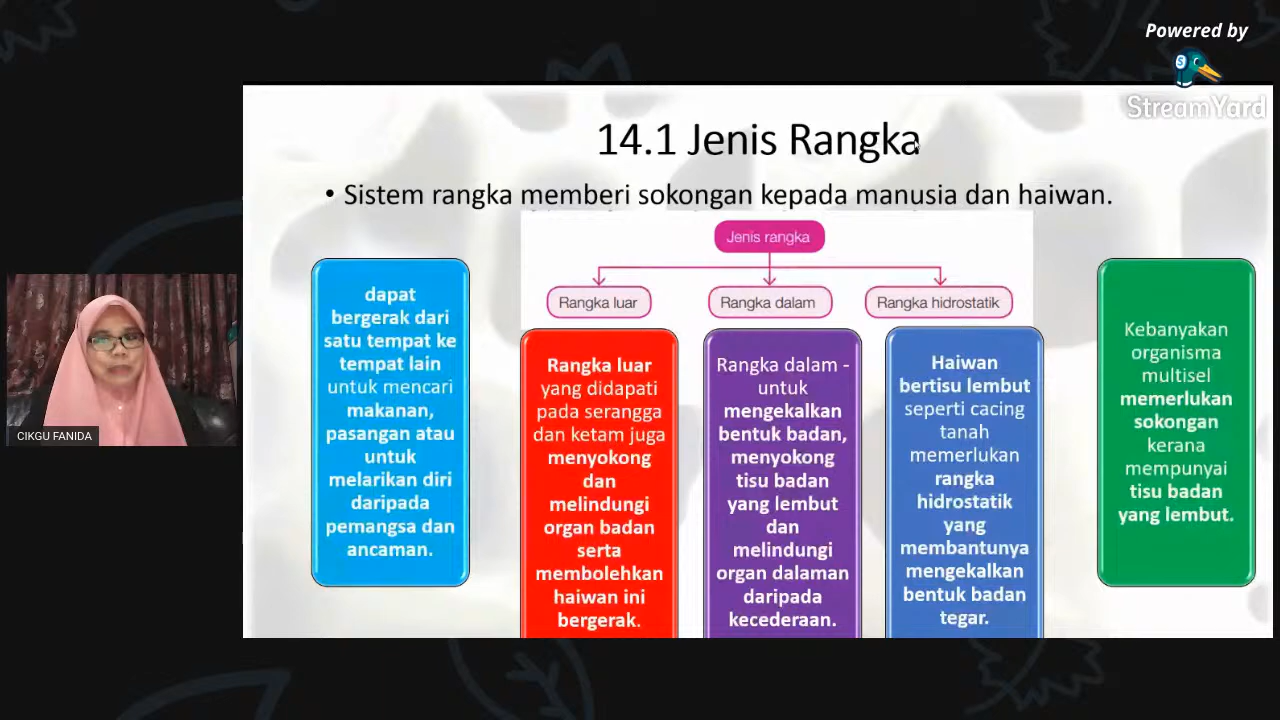 Powered by
StreamYard
14.1 Jenis Rangka
• Sistem rangka memberi sokongan kepada manusia dan haiwan.
Jenis rangka
Rangka luar
Rangka dalam
Rangka hidrostatik
dapat
bergerak dari
satu tempat ke
tempat lain
untuk mencari
makanan,
pasangan atau
untuk
melarikan diri
daripada
pemangsa dan
ancaman.
Rangka luar
yang didapati
pada serangga
dan ketam juga
menyokong
dan
melindungi
organ badan
serta
membolehkan
haiwan ini
bergerak.
Rangka dalam -
untuk
mengekalkan
bentuk badan,
menyokong
tisu badan
yang lembut
dan
melindungi
organ dalaman
daripada
kecederaan.
Haiwan
bertisu lembut
seperti cacing
tanah
memerlukan
rangka
hidrostatik
yang
membantunya
mengekalkan
bentuk badan
tegar.
Kebanyakan
organisma
multisel
memerlukan
sokongan
kerana
mempunyai
tisu badan
yang lembut.
CIKGU FANIDA